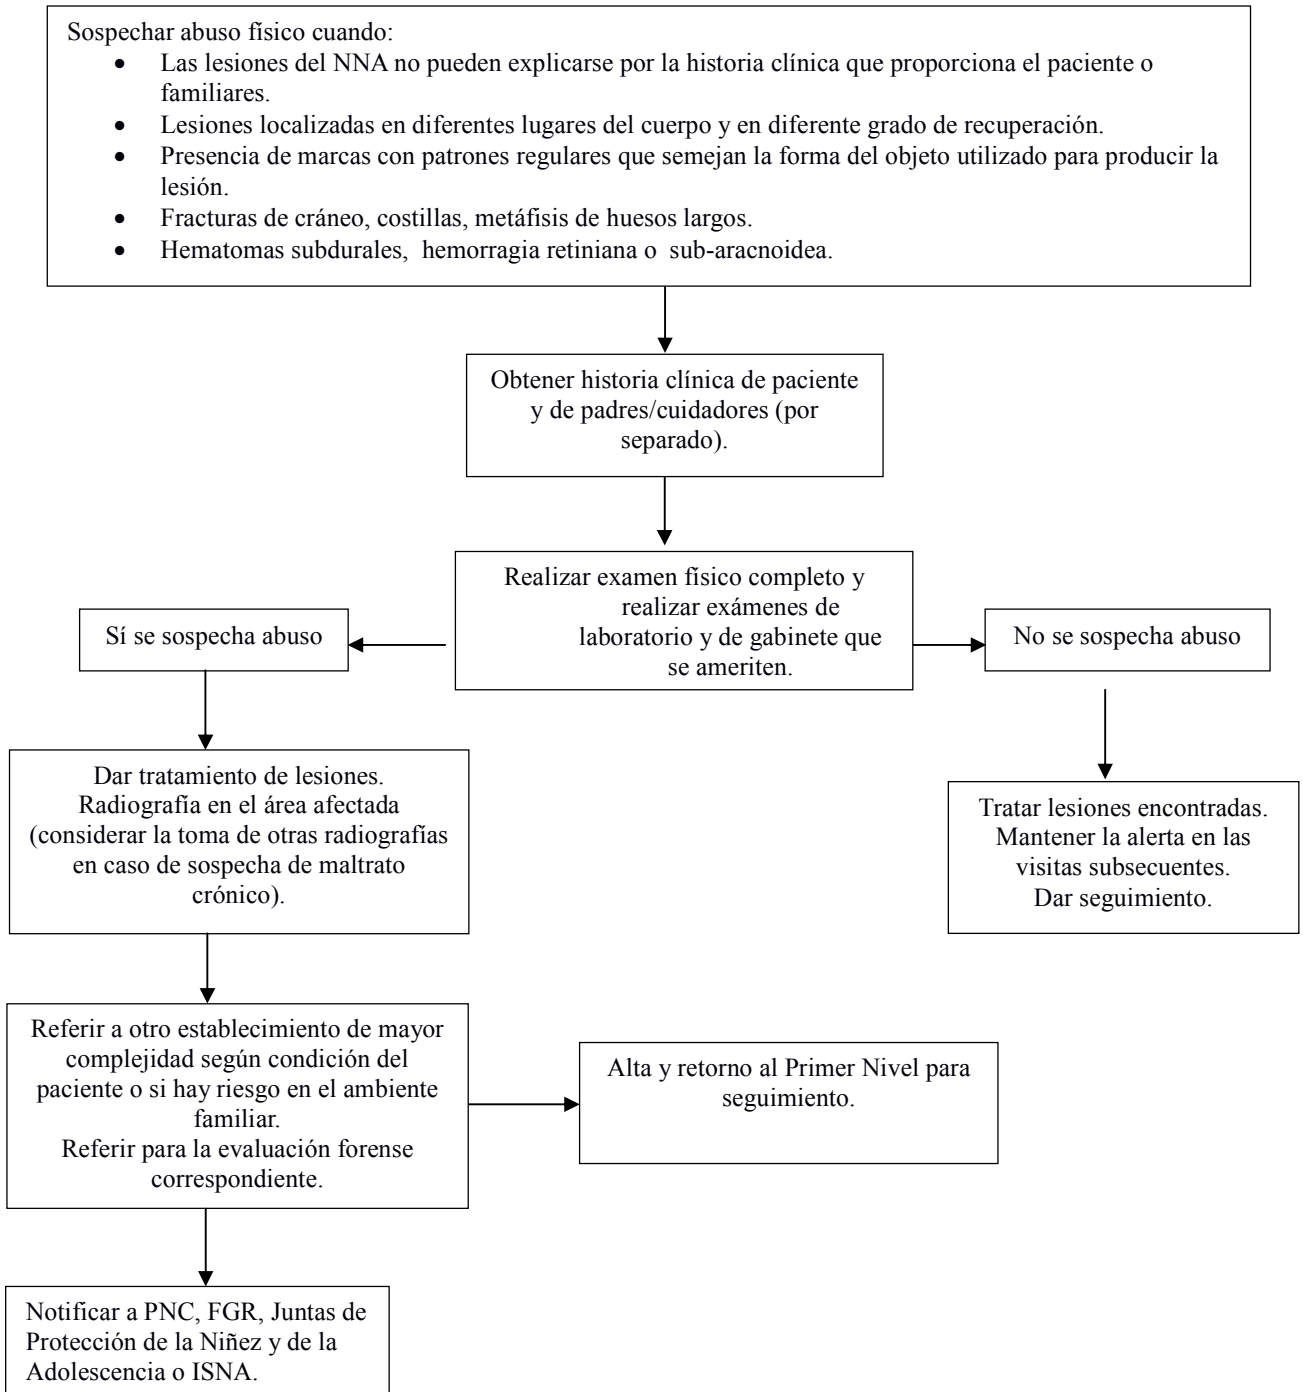 Sospechar abuso físico cuando:
• Las lesiones del NNA no pueden explicarse por la historia clínica que proporciona el paciente o
familiares.
• Lesiones localizadas en diferentes lugares del cuerpo y en diferente grado de recuperación.
• Presencia de marcas con patrones regulares que semejan la forma del objeto utilizado para producir la
lesión.
• Fracturas de cráneo, costillas, metáfisis de huesos largos.
• Hematomas subdurales, hemorragia retiniana o sub-aracnoidea.
Obtener historia clínica de paciente
y de padres/cuidadores (por
separado).
Realizar examen físico completo y
realizar exámenes de
laboratorio y de gabinete que
se ameriten.
Sí se sospecha abuso
No se sospecha abuso
Dar tratamiento de lesiones.
Radiografía en el área afectada
(considerar la toma de otras radiografías
en caso de sospecha de maltrato
crónico).
Tratar lesiones encontradas.
Mantener la alerta en las
visitas subsecuentes.
Dar seguimiento.
Referir a otro establecimiento de mayor
complejidad según condición del
paciente o si hay riesgo en el ambiente
familiar.
Referir para la evaluación forense
correspondiente.
Alta y retorno al Primer Nivel para
seguimiento.
Notificar a PNC, FGR, Juntas de
Protección de la Niñez y de la
Adolescencia o ISNA.